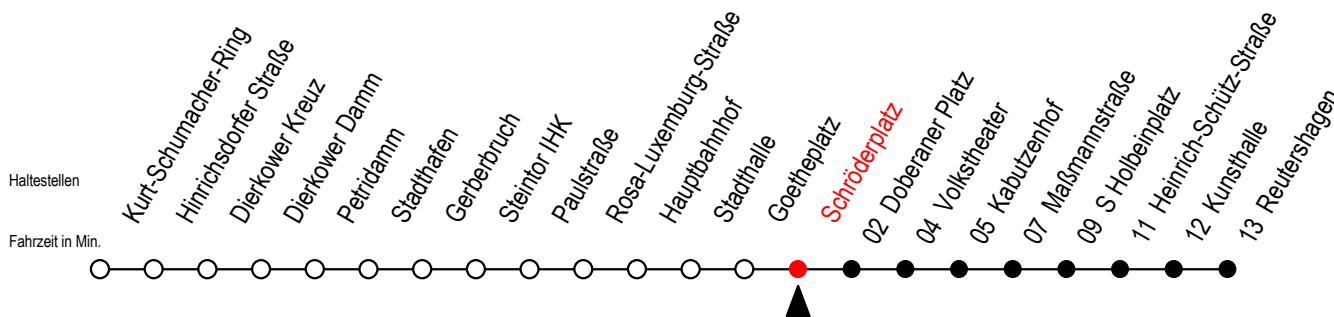 Haltestellen
Fahrzeit in Min.
Kurt-Schumacher-Ring
Hinrichsdorfer Straße
Dierkower Kreuz
Dierkower Damm
Petridamm
Stadthafen
Gerberbruch
Steintor IHK
Paulstraße
Rosa-Luxemburg-Straße
Hauptbahnhof
Stadthalle
Goetheplatz
Schröderplatz
02 Doberaner Platz
04 Volkstheater
05 Kabutzenhof
07 Maßmannstraße
09 S Holbeinplatz
11 Heinrich-Schütz-Straße
12 Kunsthalle
13 Reutershagen